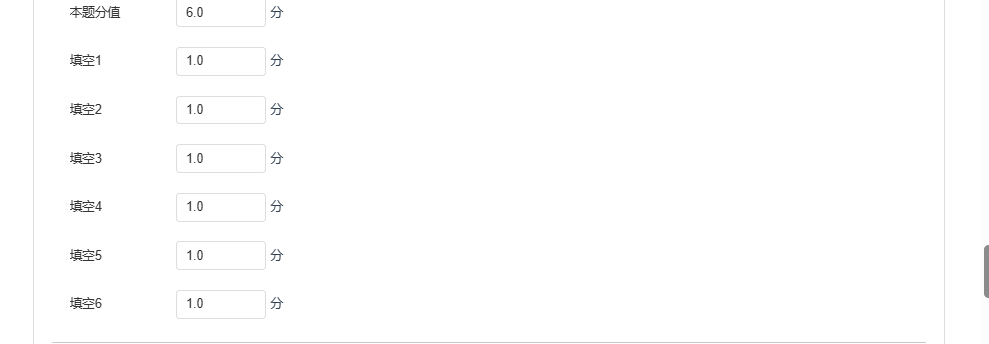 本题分值 6.0 分
填空1 1.0 分
填空2 1.0 分
填空3 1.0 分
填空4 1.0 分
填空5 1.0 分
填空6 1.0 分